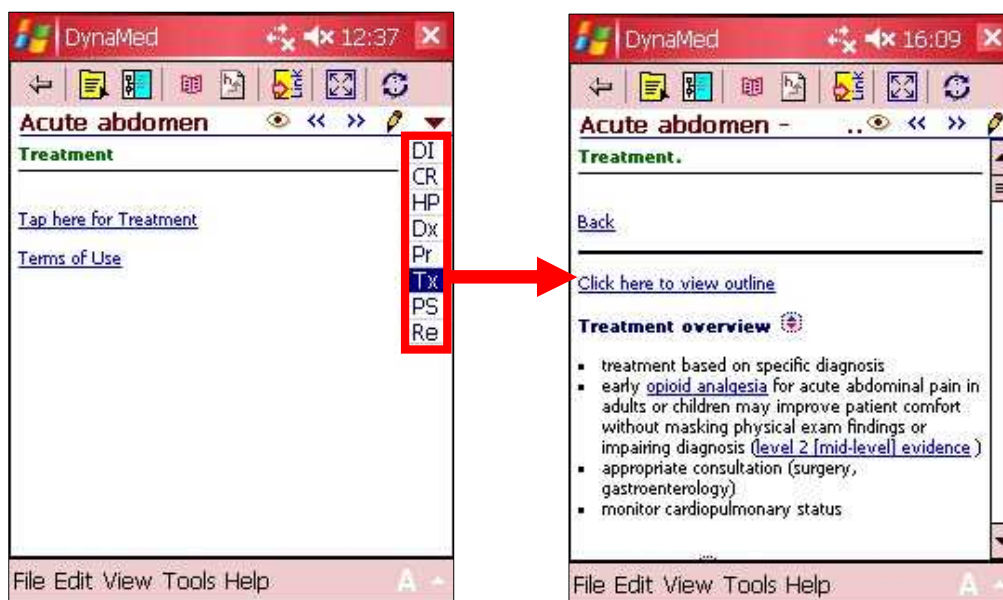 DynaMed 12:37
Acute abdomen << >>
Treatment
DI
CR
HP
Dx
Pr
Tx
PS
Re
Tap here for Treatment
Terms of Use
File Edit View Tools Help A
DynaMed 16:09
Acute abdomen - .. << >>
Treatment.
Back
Click here to view outline
Treatment overview
▪ treatment based on specific diagnosis
▪ early opioid analgesia for acute abdominal pain in
adults or children may improve patient comfort
without masking physical exam findings or
impairing diagnosis (level 2 [mid-level] evidence )
▪ appropriate consultation (surgery,
gastroenterology)
▪ monitor cardiopulmonary status
File Edit View Tools Help A